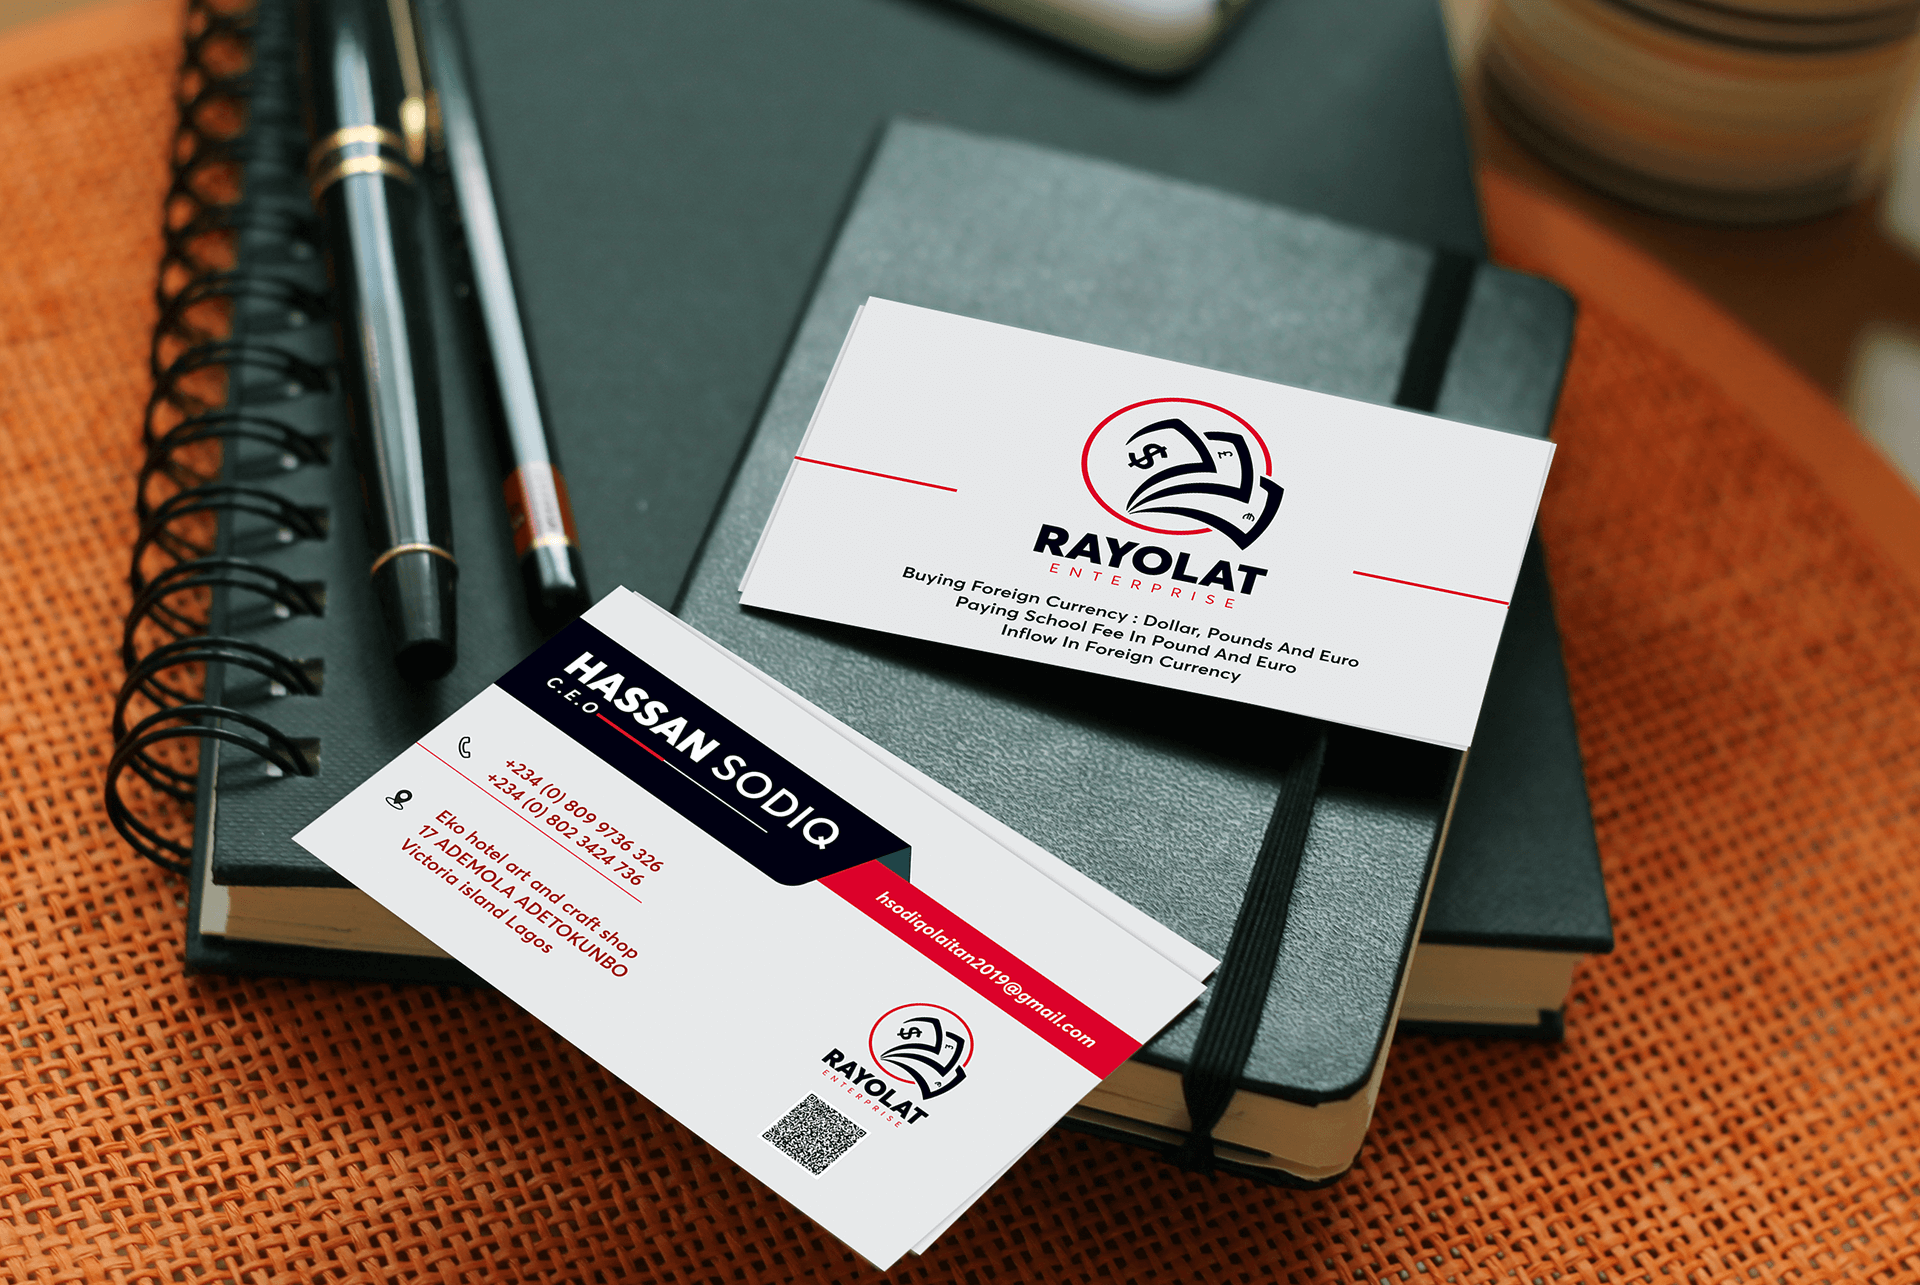 RAYOLAT
ENTERPRISE
Buying Foreign Currency : Dollar, Pounds And Euro
Paying School Fee In Pound And Euro
Inflow In Foreign Currency
HASSAN SODIQ
C.E.O
+234 (0) 809 9736 326
+234 (0) 802 3424 736
Eko hotel art and craft shop
17 ADEMOLA ADETOKUNBO
Victoria island Lagos
hsodiqolaitan2019@gmail.com
RAYOLAT
ENTERPRISE